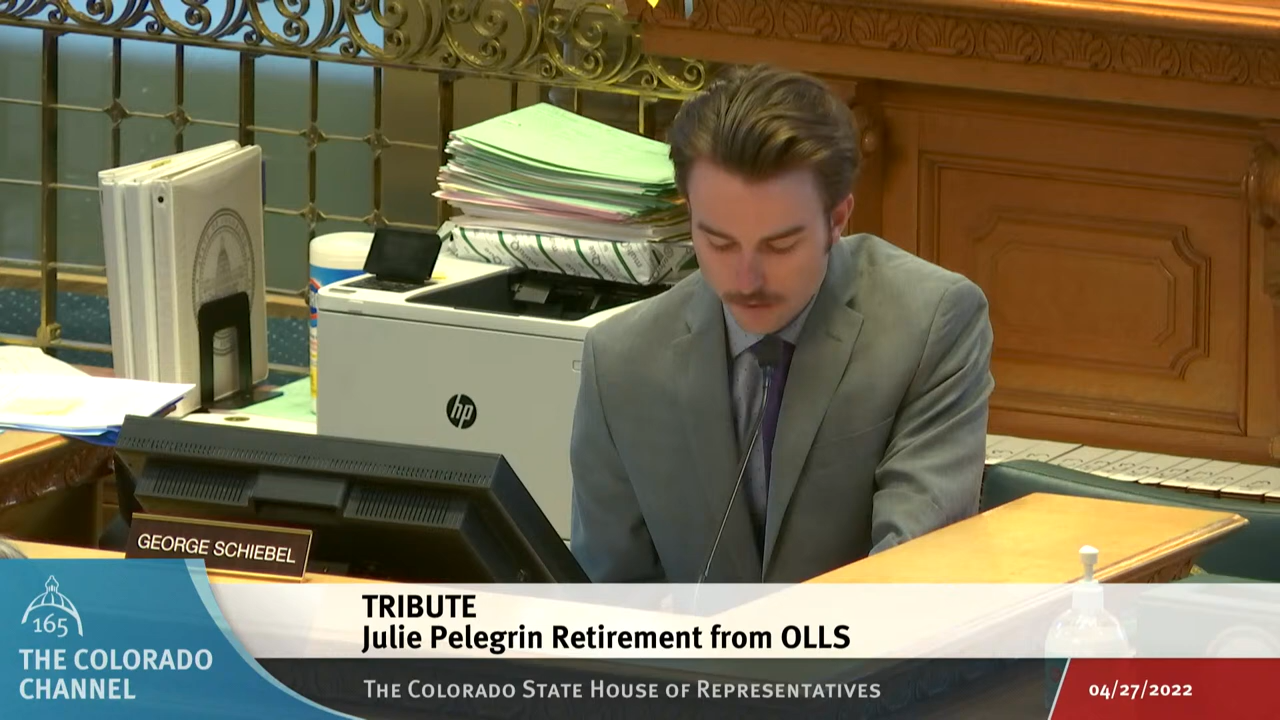 hp
GEORGE SCHIEBEL
165
THE COLORADO
CHANNEL
TRIBUTE
Julie Pelegrin Retirement from OLLS
THE COLORADO STATE HOUSE OF REPRESENTATIVES
04/27/2022